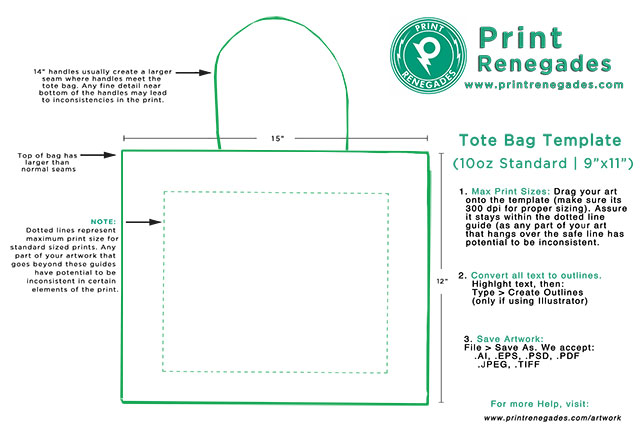 14" handles usually create a larger
seam where handles meet the
tote bag. Any fine detail near
bottom of the handles may lead
to inconsistencies in the print.
PRINT
RENEGADES
Print
Renegades
www.printrenegades.com
15"
Top of bag has
larger than
normal seams
NOTE:
Dotted lines represent
maximum print size for
standard sized prints. Any
part of your artwork that
goes beyond these guides
have potential to be
inconsistent in certain
elements of the print.
12"
Tote Bag Template
(10oz Standard | 9”x11”)
1. Max Print Sizes: Drag your art
onto the template (make sure its
300 dpi for proper sizing). Assure
it stays within the dotted line
guide (as any part of your art
that hangs over the safe line has
potential to be inconsistent.
2. Convert all text to outlines.
Highlght text, then:
Type > Create Outlines
(only if using Illustrator)
3. Save Artwork:
File > Save As. We accept:
.AI, .EPS, .PSD, .PDF
.JPEG, .TIFF
For more Help, visit:
www.printrenegades.com/artwork